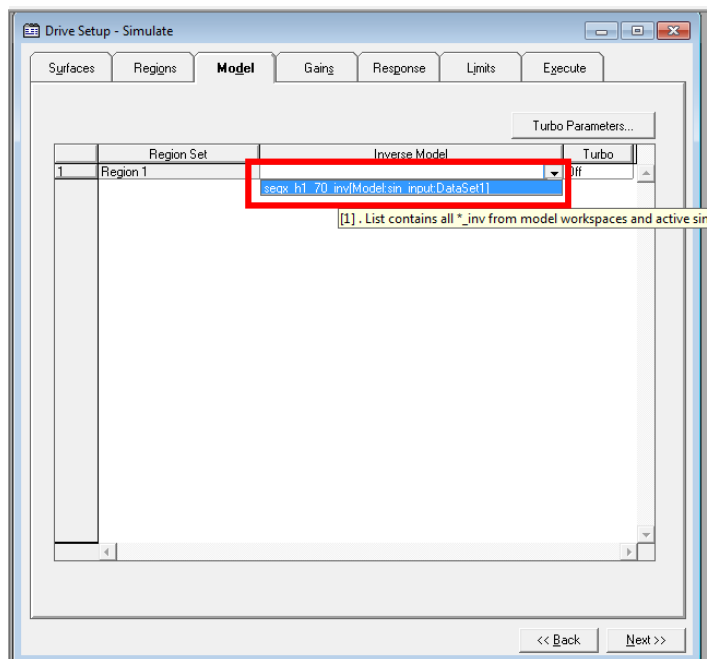 Drive Setup - Simulate
Surfaces Regions Model Gains Response Limits Execute
Turbo Parameters...
Region Set Inverse Model Turbo
1 Region 1 Off
seqx_h1_70_inv[Model:sin_input:DataSet1]
[1] . List contains all *_inv from model workspaces and active sin
<< Back Next >>